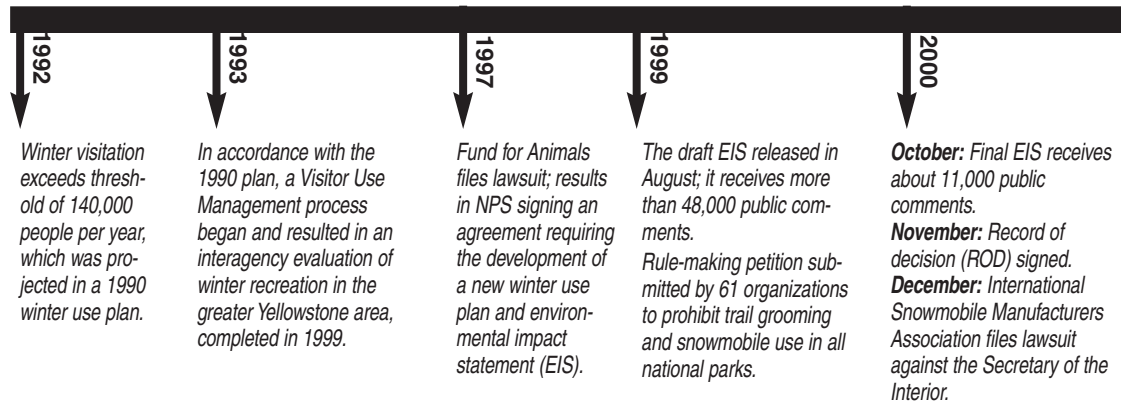 1992
Winter visitation
exceeds thresh-
old of 140,000
people per year,
which was pro-
jected in a 1990
winter use plan.
1993
In accordance with the
1990 plan, a Visitor Use
Management process
began and resulted in an
interagency evaluation of
winter recreation in the
greater Yellowstone area,
completed in 1999.
1997
Fund for Animals
files lawsuit; results
in NPS signing an
agreement requiring
the development of
a new winter use
plan and environ-
mental impact
statement (EIS).
1999
The draft EIS released in
August; it receives more
than 48,000 public com-
ments.
Rule-making petition sub-
mitted by 61 organizations
to prohibit trail grooming
and snowmobile use in all
national parks.
2000
October: Final EIS receives
about 11,000 public
comments.
November: Record of
decision (ROD) signed.
December: International
Snowmobile Manufacturers
Association files lawsuit
against the Secretary of the
Interior.